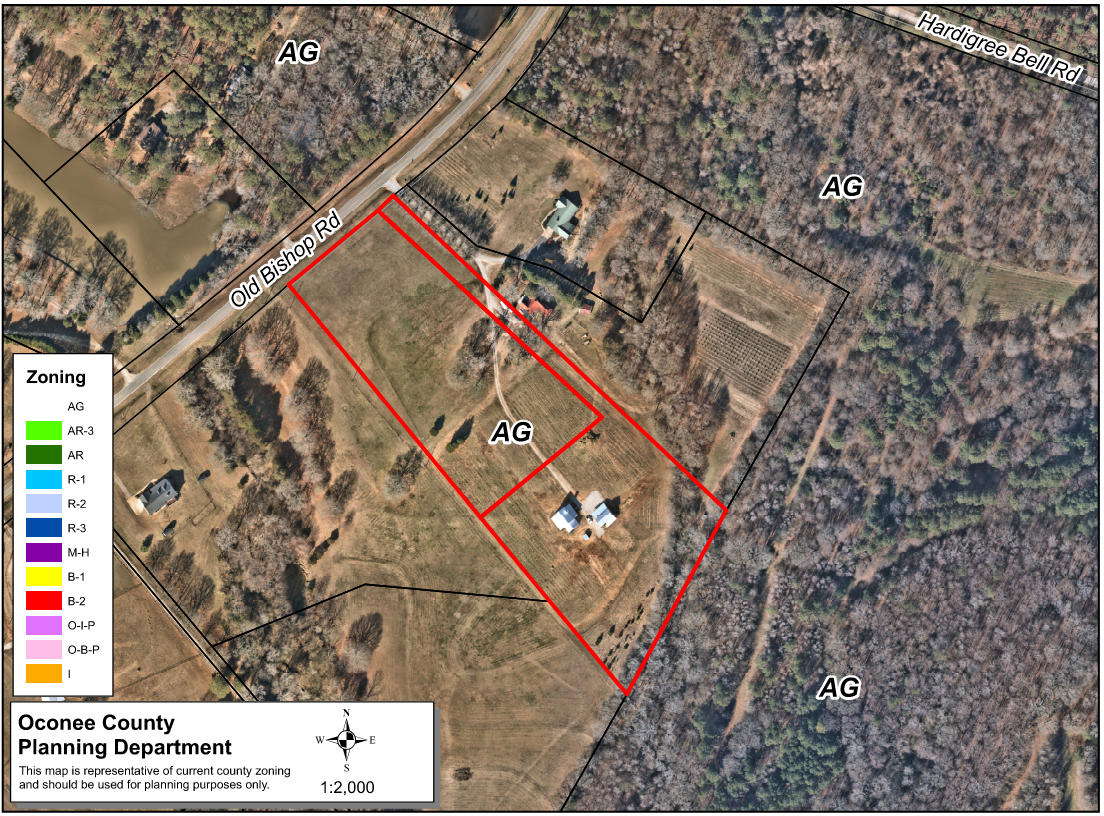 AG
Hardigree Bell Rd
AG
Old Bishop Rd
AG
AG
Zoning
AG
AR-3
AR
R-1
R-2
R-3
M-H
B-1
B-2
O-I-P
O-B-P
I
Oconee County
Planning Department
This map is representative of current county zoning
and should be used for planning purposes only.
N
W E
S
1:2,000